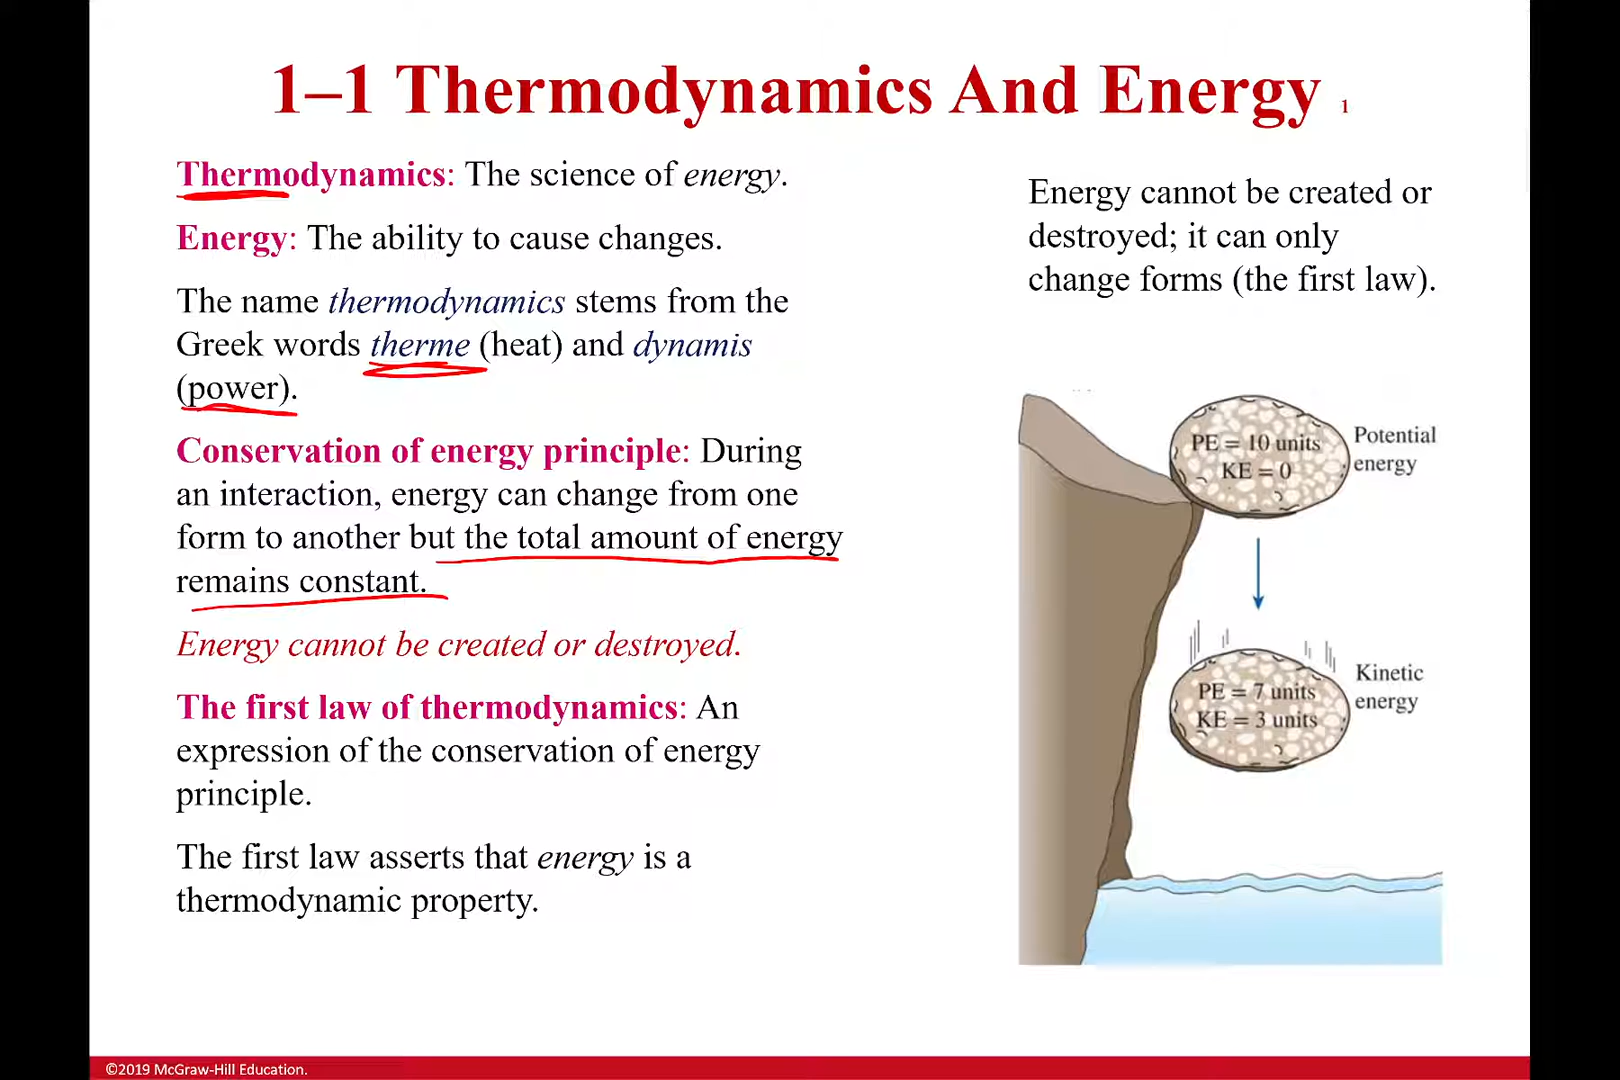 1–1 Thermodynamics And Energy 1
Thermodynamics: The science of energy.
Energy: The ability to cause changes.
The name thermodynamics stems from the
Greek words therme (heat) and dynamis
(power).
Conservation of energy principle: During
an interaction, energy can change from one
form to another but the total amount of energy
remains constant.
Energy cannot be created or destroyed.
The first law of thermodynamics: An
expression of the conservation of energy
principle.
The first law asserts that energy is a
thermodynamic property.
Energy cannot be created or
destroyed; it can only
change forms (the first law).
PE = 10 units
KE = 0
Potential
energy
PE = 7 units
KE = 3 units
Kinetic
energy
©2019 McGraw-Hill Education.